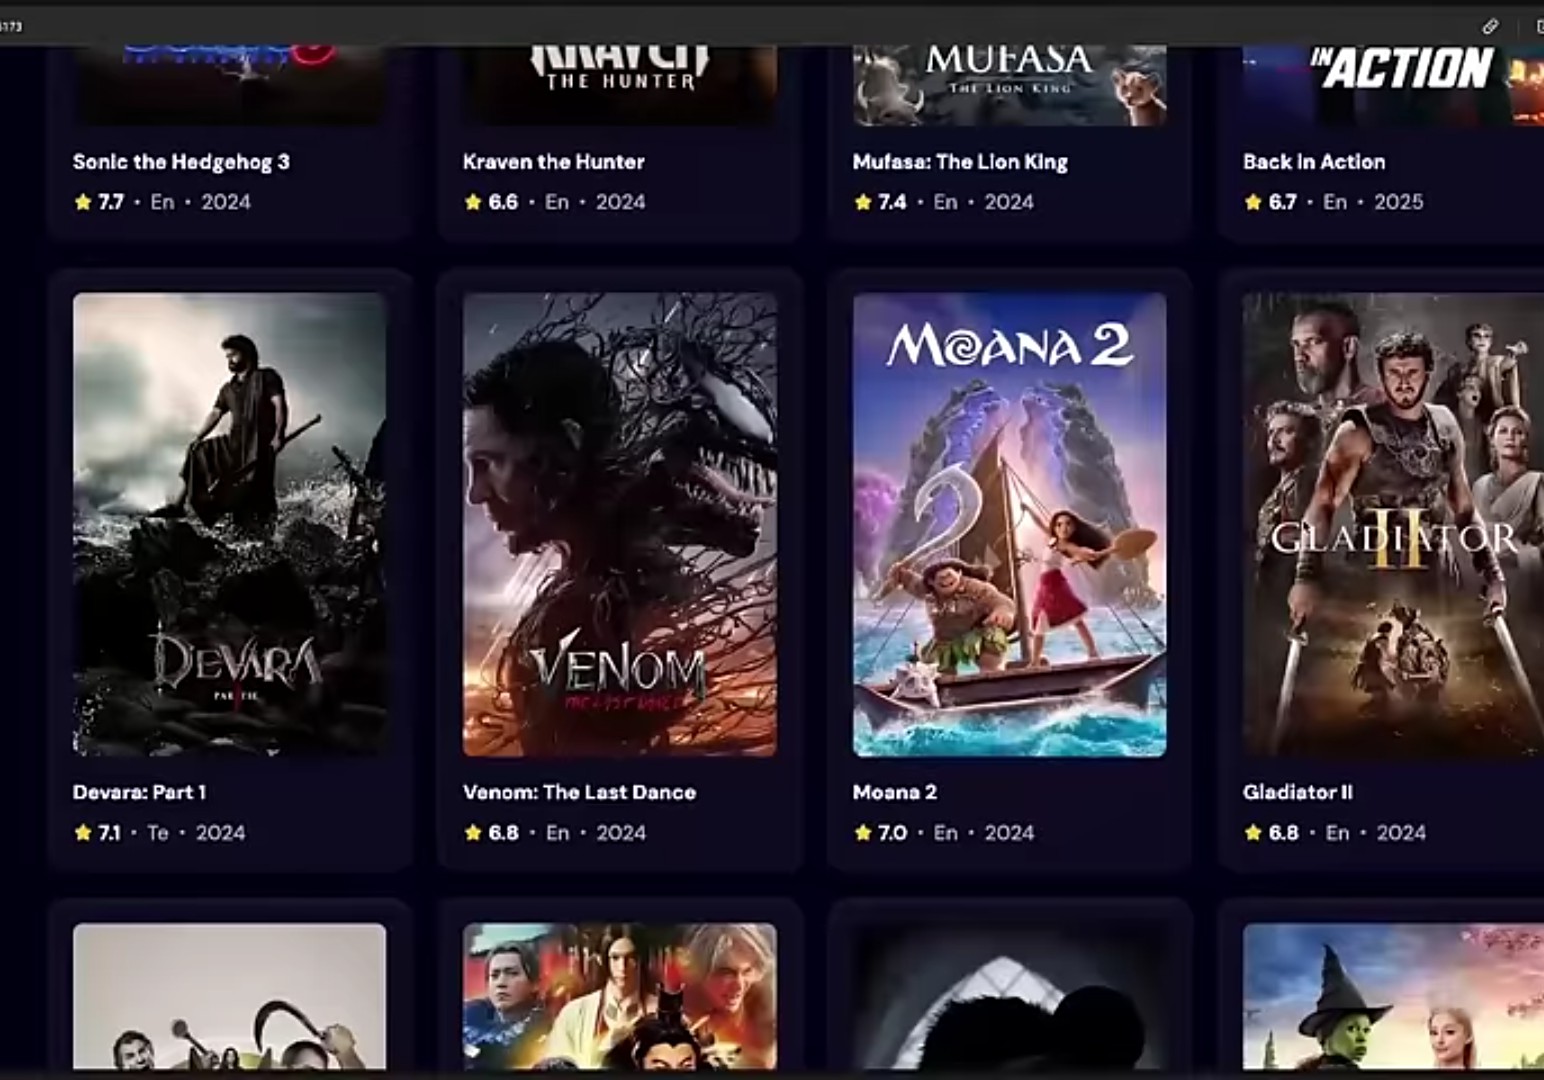 5173
KRAVEN
THE HUNTER
MUFASA
THE LION KING
IN ACTION
Sonic the Hedgehog 3
7.7 • En • 2024
Kraven the Hunter
6.6 • En • 2024
Mufasa: The Lion King
7.4 • En • 2024
Back in Action
6.7 • En • 2025
DEVARA
VENOM
THE LAST DANCE
MOANA 2
GLADIATOR
II
Devara: Part 1
7.1 • Te • 2024
Venom: The Last Dance
6.8 • En • 2024
Moana 2
7.0 • En • 2024
Gladiator II
6.8 • En • 2024